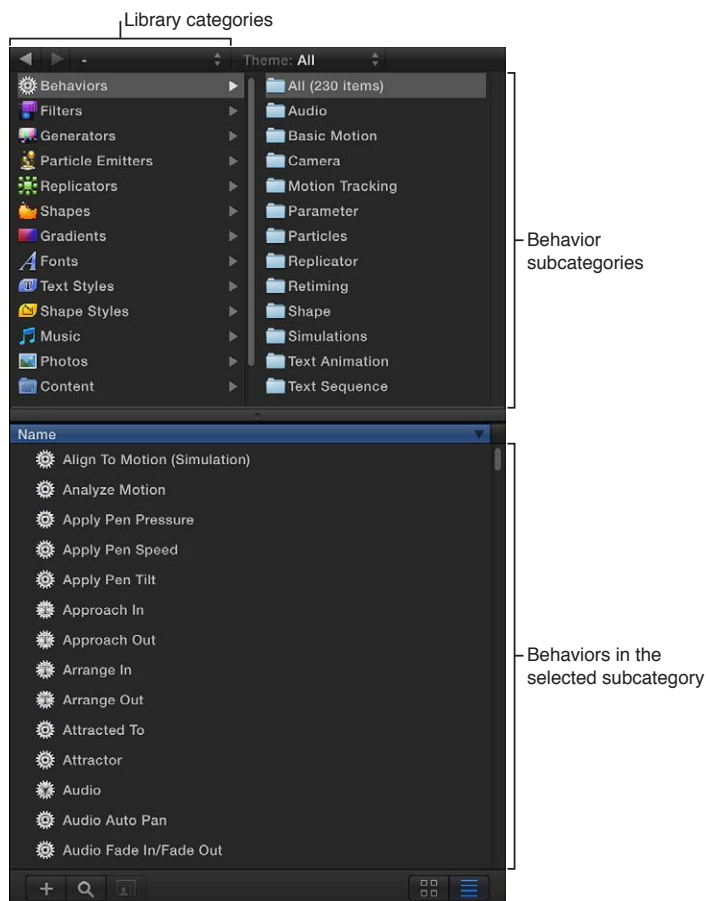 Library categories
-
Theme: All
Behaviors
Filters
Generators
Particle Emitters
Replicators
Shapes
Gradients
Fonts
Text Styles
Shape Styles
Music
Photos
Content
All (230 items)
Audio
Basic Motion
Camera
Motion Tracking
Parameter
Particles
Replicator
Retiming
Shape
Simulations
Text Animation
Text Sequence
Behavior
subcategories
Name
Align To Motion (Simulation)
Analyze Motion
Apply Pen Pressure
Apply Pen Speed
Apply Pen Tilt
Approach In
Approach Out
Arrange In
Arrange Out
Attracted To
Attractor
Audio
Audio Auto Pan
Audio Fade In/Fade Out
Behaviors in the
selected subcategory